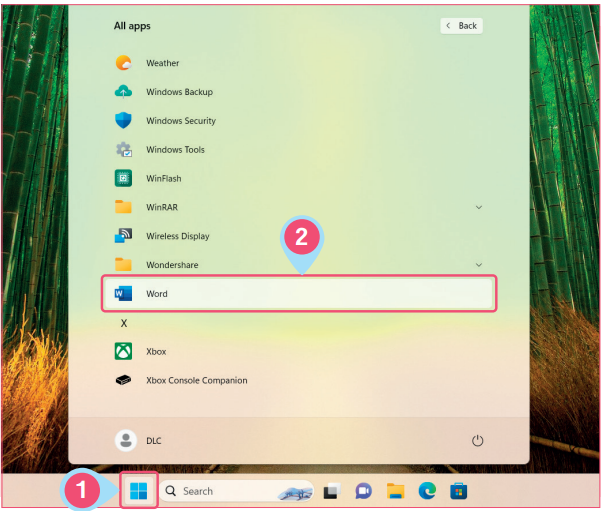 All apps
Back
Weather
Windows Backup
Windows Security
Windows Tools
WinFlash
WinRAR
Wireless Display
2
Wondershare
W Word
X
Xbox
Xbox Console Companion
DLC
1
Search